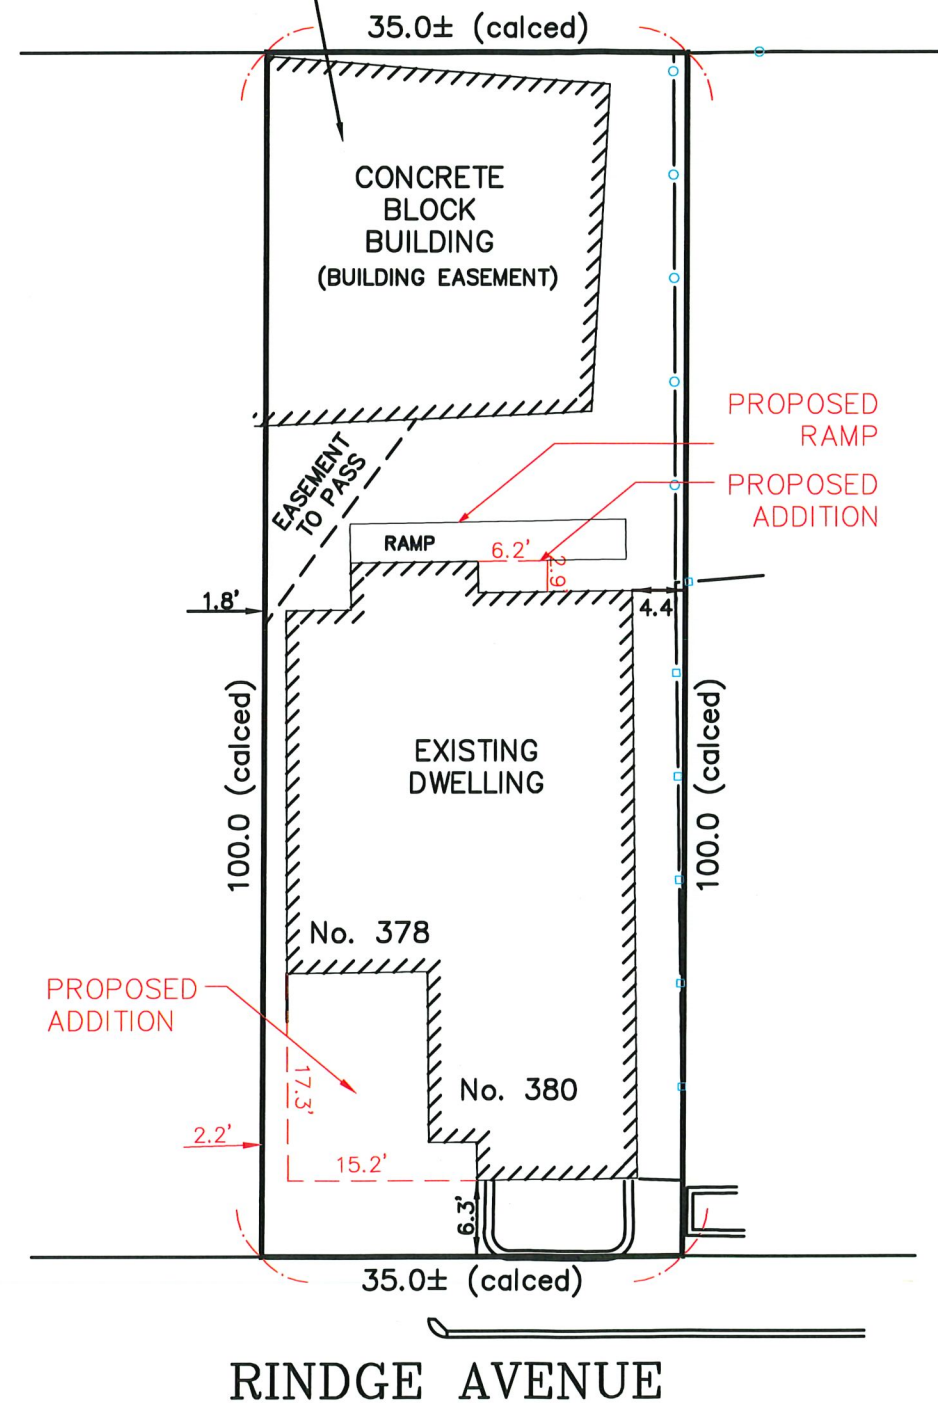 35.0± (calced)
CONCRETE
BLOCK
BUILDING
(BUILDING EASEMENT)
PROPOSED
RAMP
EASEMENT
TO PASS
PROPOSED
ADDITION
RAMP
6.2'
2.9'
1.8'
4.4
100.0 (calced)
100.0 (calced)
EXISTING
DWELLING
No. 378
PROPOSED
ADDITION
17.3'
No. 380
2.2'
15.2'
6.3'
35.0± (calced)
RINDGE AVENUE